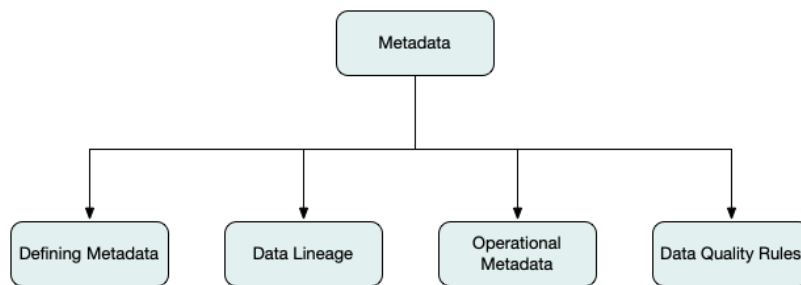 Metadata
Defining Metadata
Data Lineage
Operational
Metadata
Data Quality Rules